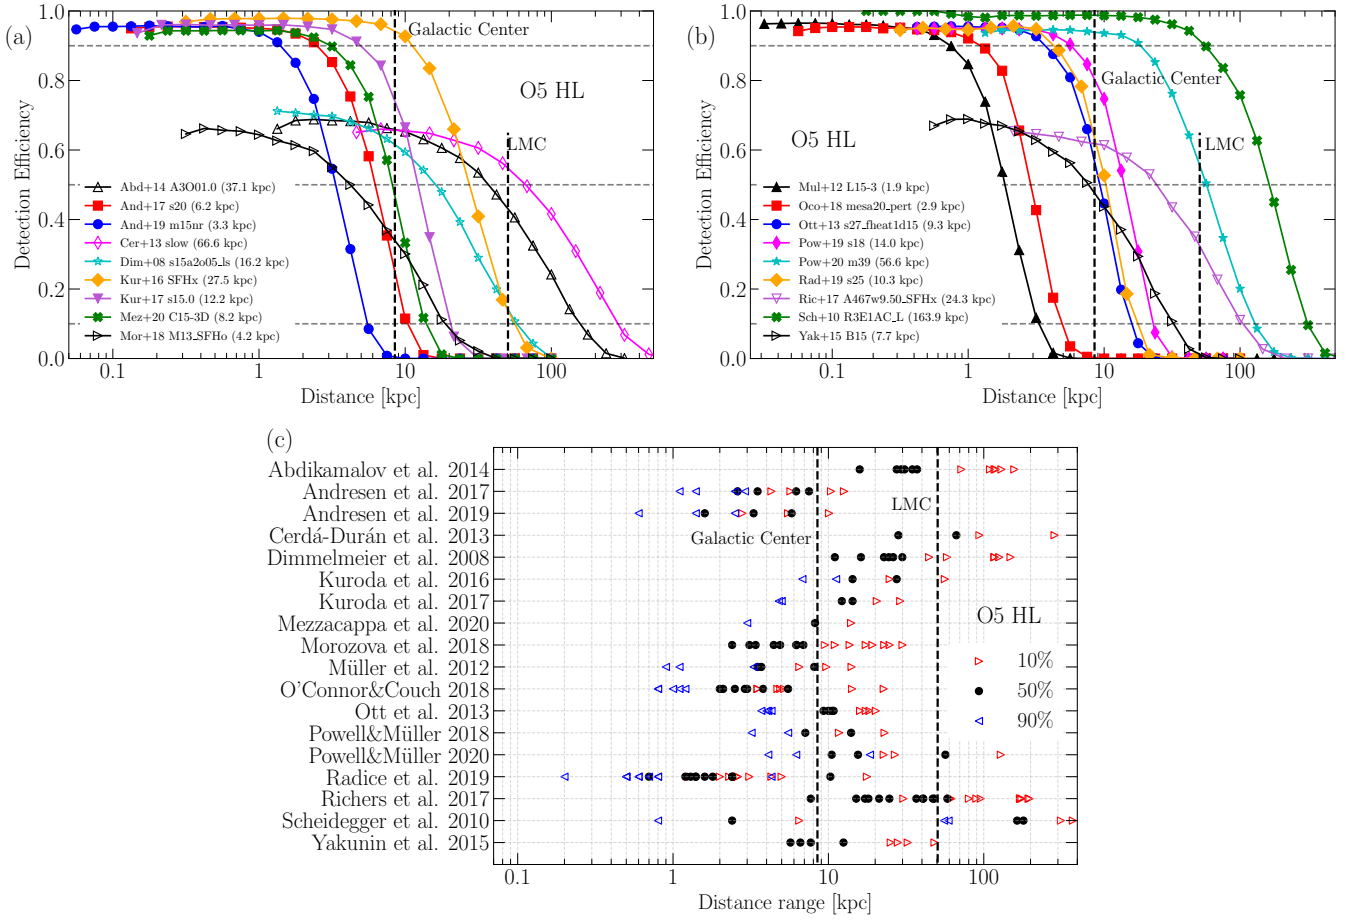 (a)
1.0
0.8
0.6
0.4
0.2
0.0
Detection Efficiency
Galactic Center
O5 HL
LMC
Abd+14 A3O01.0 (37.1 kpc)
And+17 s20 (6.2 kpc)
And+19 m15nr (3.3 kpc)
Cer+13 slow (66.6 kpc)
Dim+08 s15a2o05_ls (16.2 kpc)
Kur+16 SFHx (27.5 kpc)
Kur+17 s15.0 (12.2 kpc)
Mez+20 C15-3D (8.2 kpc)
Mor+18 M13_SFHo (4.2 kpc)
0.1 1 10 100
Distance [kpc]
(b)
1.0
0.8
0.6
0.4
0.2
0.0
Detection Efficiency
Galactic Center
O5 HL
LMC
Mul+12 L15-3 (1.9 kpc)
Oco+18 mesa20_pert (2.9 kpc)
Ott+13 s27_fheat1d15 (9.3 kpc)
Pow+19 s18 (14.0 kpc)
Pow+20 m39 (56.6 kpc)
Rad+19 s25 (10.3 kpc)
Ric+17 A467w9.50_SFHx (24.3 kpc)
Sch+10 R3E1AC_L (163.9 kpc)
Yak+15 B15 (7.7 kpc)
0.1 1 10 100
Distance [kpc]
(c)
Abdikamalov et al. 2014
Andresen et al. 2017
Andresen et al. 2019
Cerdá-Durán et al. 2013
Dimmelmeier et al. 2008
Kuroda et al. 2016
Kuroda et al. 2017
Mezzacappa et al. 2020
Morozova et al. 2018
Müller et al. 2012
O'Connor&Couch 2018
Ott et al. 2013
Powell&Müller 2018
Powell&Müller 2020
Radice et al. 2019
Richers et al. 2017
Scheidegger et al. 2010
Yakunin et al. 2015
LMC
Galactic Center
O5 HL
10%
50%
90%
0.1 1 10 100
Distance range [kpc]